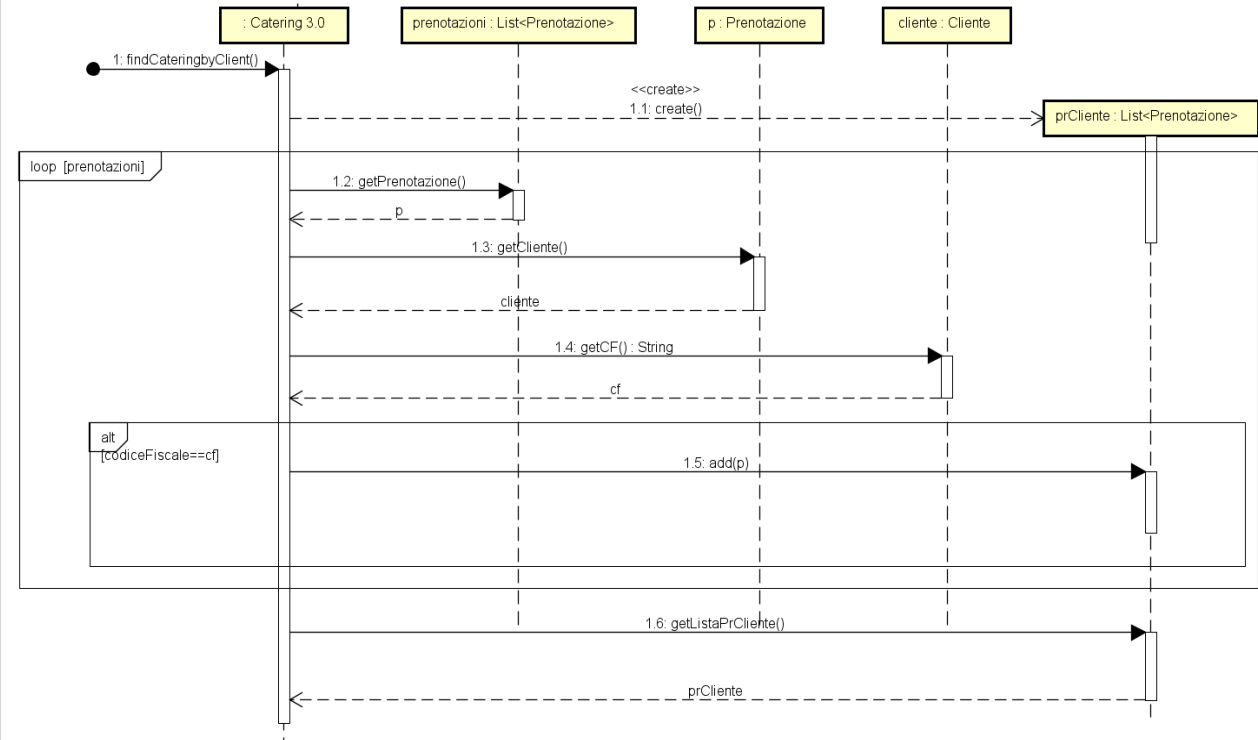 : Catering 3.0
prenotazioni : List<Prenotazione>
p : Prenotazione
cliente : Cliente
1: findCateringbyClient()
<<create>>
1.1: create()
prCliente : List<Prenotazione>
loop [prenotazioni]
1.2: getPrenotazione()
p
1.3: getCliente()
cliente
1.4: getCF() : String
cf
alt
[codiceFiscale==cf]
1.5: add(p)
1.6: getListaPrCliente()
prCliente